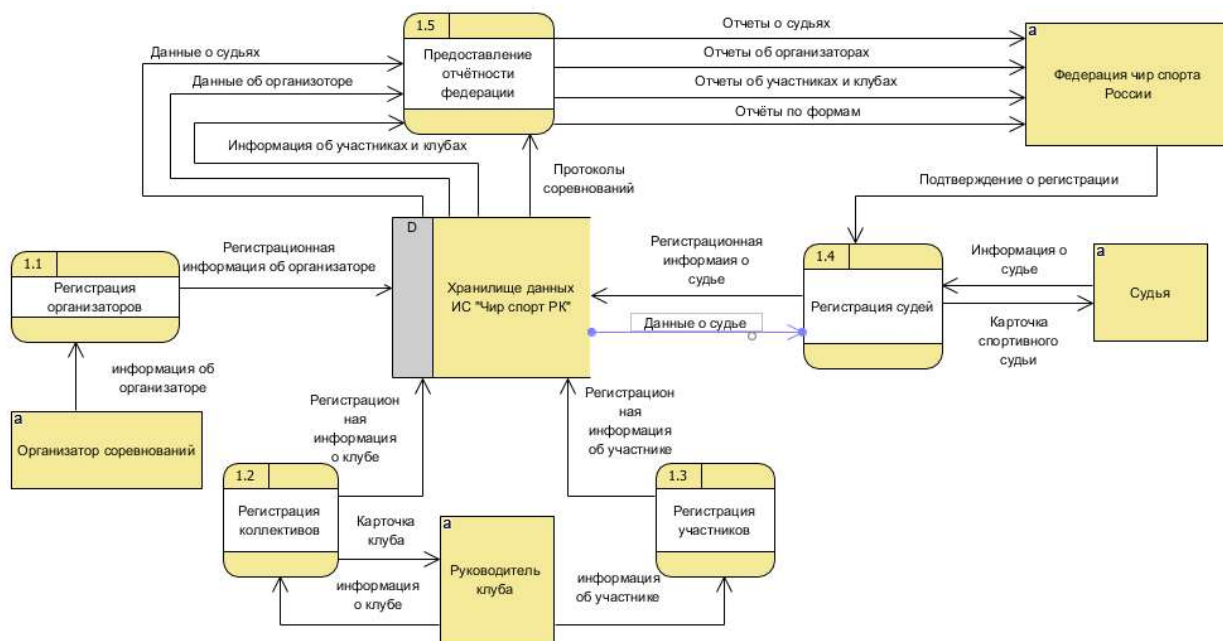 1.5
Предоставление
отчётности
федерации
Данные о судьях
Данные об организоторе
Информация об участниках и клубах
Отчеты о судьях
Отчеты об организаторах
Отчеты об участниках и клубах
Отчёты по формам
a
Федерация чир спорта
России
Протоколы
соревнований
Подтверждение о регистрации
1.1
Регистрация
организаторов
Регистрационная
информация об организаторе
D
Хранилище данных
ИС "Чир спорт РК"
Регистрационная
информаия о
судье
Данные о судье
1.4
Регистрация судей
Информация о
судье
Карточка
спортивного
судьи
a
Судья
информация об
организаторе
a
Организатор соревнований
Регистрацион
ная
информация
о клубе
Регистрацион
ная
информация
об участнике
1.2
Регистрация
коллективов
Карточка
клуба
информация
о клубе
a
Руководитель
клуба
информация
об участнике
1.3
Регистрация
участников